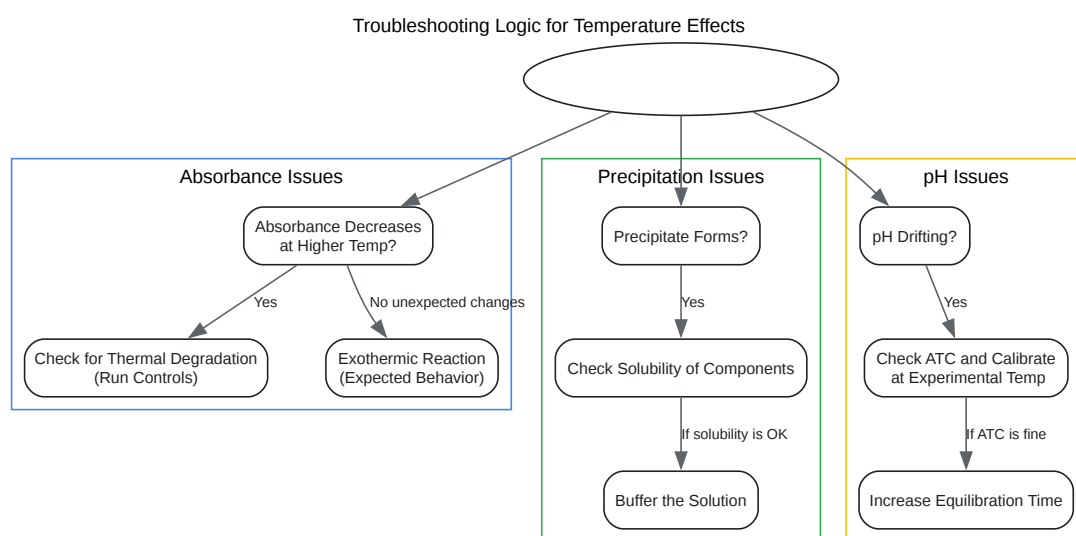 Troubleshooting Logic for Temperature Effects
Absorbance Issues
Absorbance Decreases
at Higher Temp?
Yes
No unexpected changes
Check for Thermal Degradation
(Run Controls)
Exothermic Reaction
(Expected Behavior)
Precipitation Issues
Precipitate Forms?
Yes
Check Solubility of Components
If solubility is OK
Buffer the Solution
pH Issues
pH Drifting?
Yes
Check ATC and Calibrate
at Experimental Temp
If ATC is fine
Increase Equilibration Time